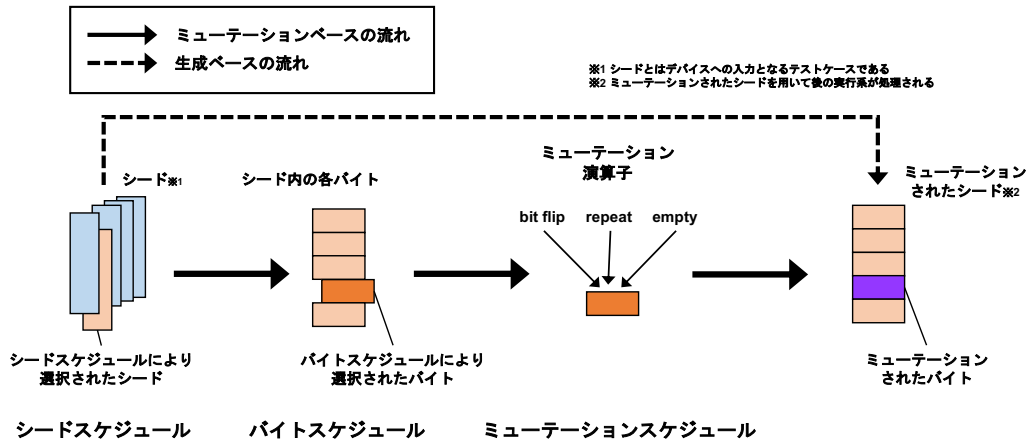 ミューテーションベースの流れ
生成ベースの流れ
※1 シードとはデバイスへの入力となるテストケースである
※2 ミューテーションされたシードを用いて後の実行系が処理される
シード※1
シード内の各バイト
ミューテーション
演算子
ミューテーション
されたシード※2
bit flip
repeat
empty
シードスケジュールにより
選択されたシード
バイトスケジュールにより
選択されたバイト
ミューテーション
されたバイト
シードスケジュール
バイトスケジュール
ミューテーションスケジュール